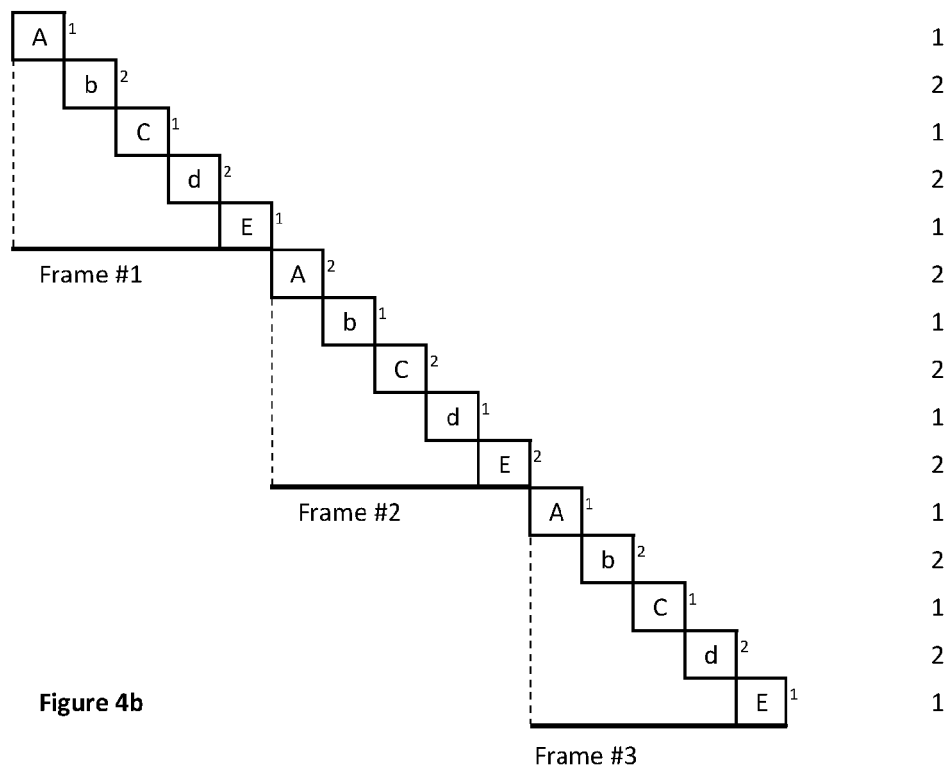 A 1 1
b 2 2
C 1 1
d 2 2
E 1 1
Frame #1
A 2 2
b 1 1
C 2 2
d 1 1
E 2 2
Frame #2
A 1 1
b 2 2
C 1 1
d 2 2
Figure 4b
E 1 1
Frame #3